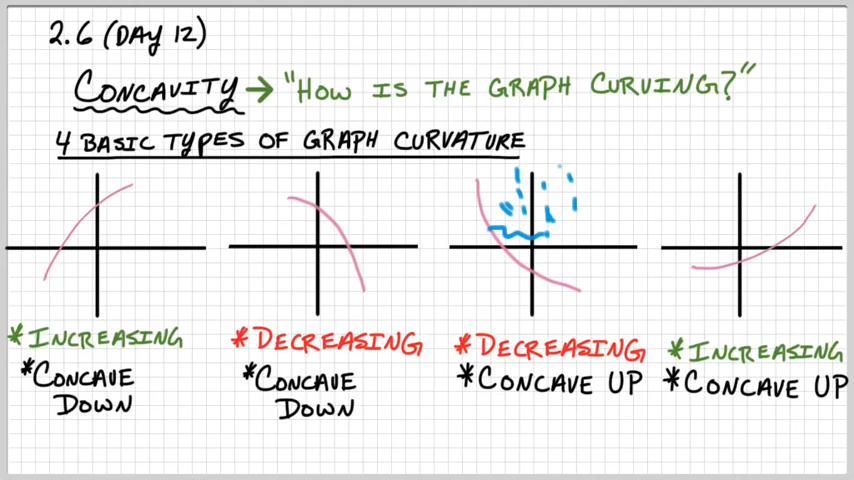 2.6 (DAY 12)
CONCAVITY → "HOW IS THE GRAPH CURVING?"
4 BASIC TYPES OF GRAPH CURVATURE
*INCREASING
*CONCAVE
DOWN
*DECREASING
*CONCAVE
DOWN
*DECREASING
*CONCAVE UP
*INCREASING
*CONCAVE UP